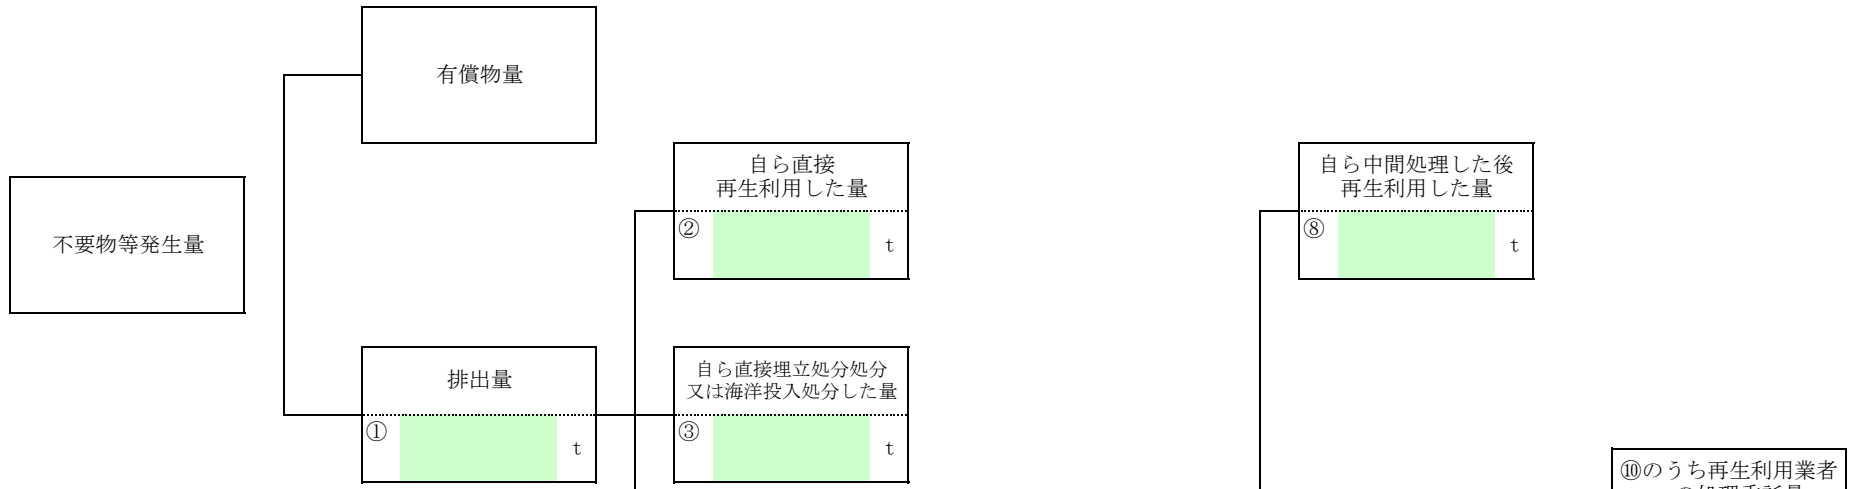 有償物量
自ら直接
再生利用した量
②
t
自ら中間処理した後
再生利用した量
⑧
t
不要物等発生量
排出量
①
t
自ら直接埋立処分処分
又は海洋投入処分した量
③
t
⑩のうち再生利用業者